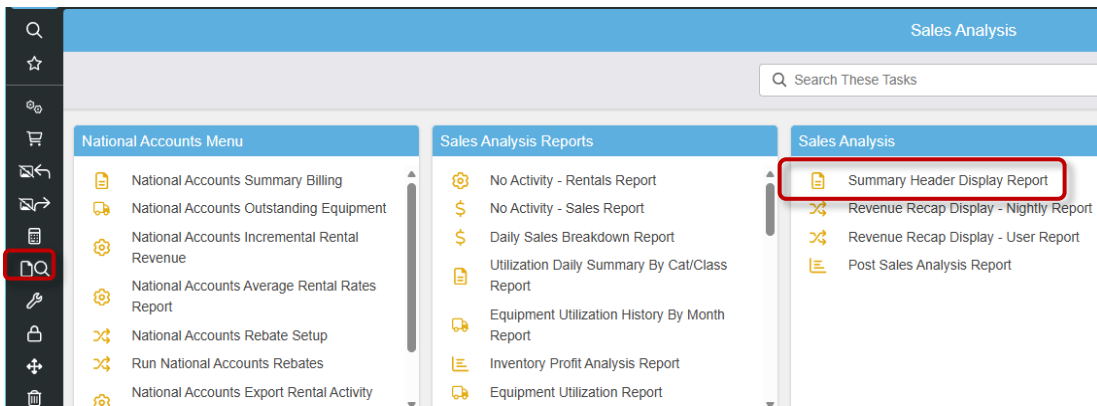 Sales Analysis
Search These Tasks
National Accounts Menu
National Accounts Summary Billing
National Accounts Outstanding Equipment
National Accounts Incremental Rental
Revenue
National Accounts Average Rental Rates
Report
National Accounts Rebate Setup
Run National Accounts Rebates
National Accounts Export Rental Activity
Sales Analysis Reports
No Activity - Rentals Report
No Activity - Sales Report
Daily Sales Breakdown Report
Utilization Daily Summary By Cat/Class
Report
Equipment Utilization History By Month
Report
Inventory Profit Analysis Report
Equipment Utilization Report
Sales Analysis
Summary Header Display Report
Revenue Recap Display - Nightly Report
Revenue Recap Display - User Report
Post Sales Analysis Report